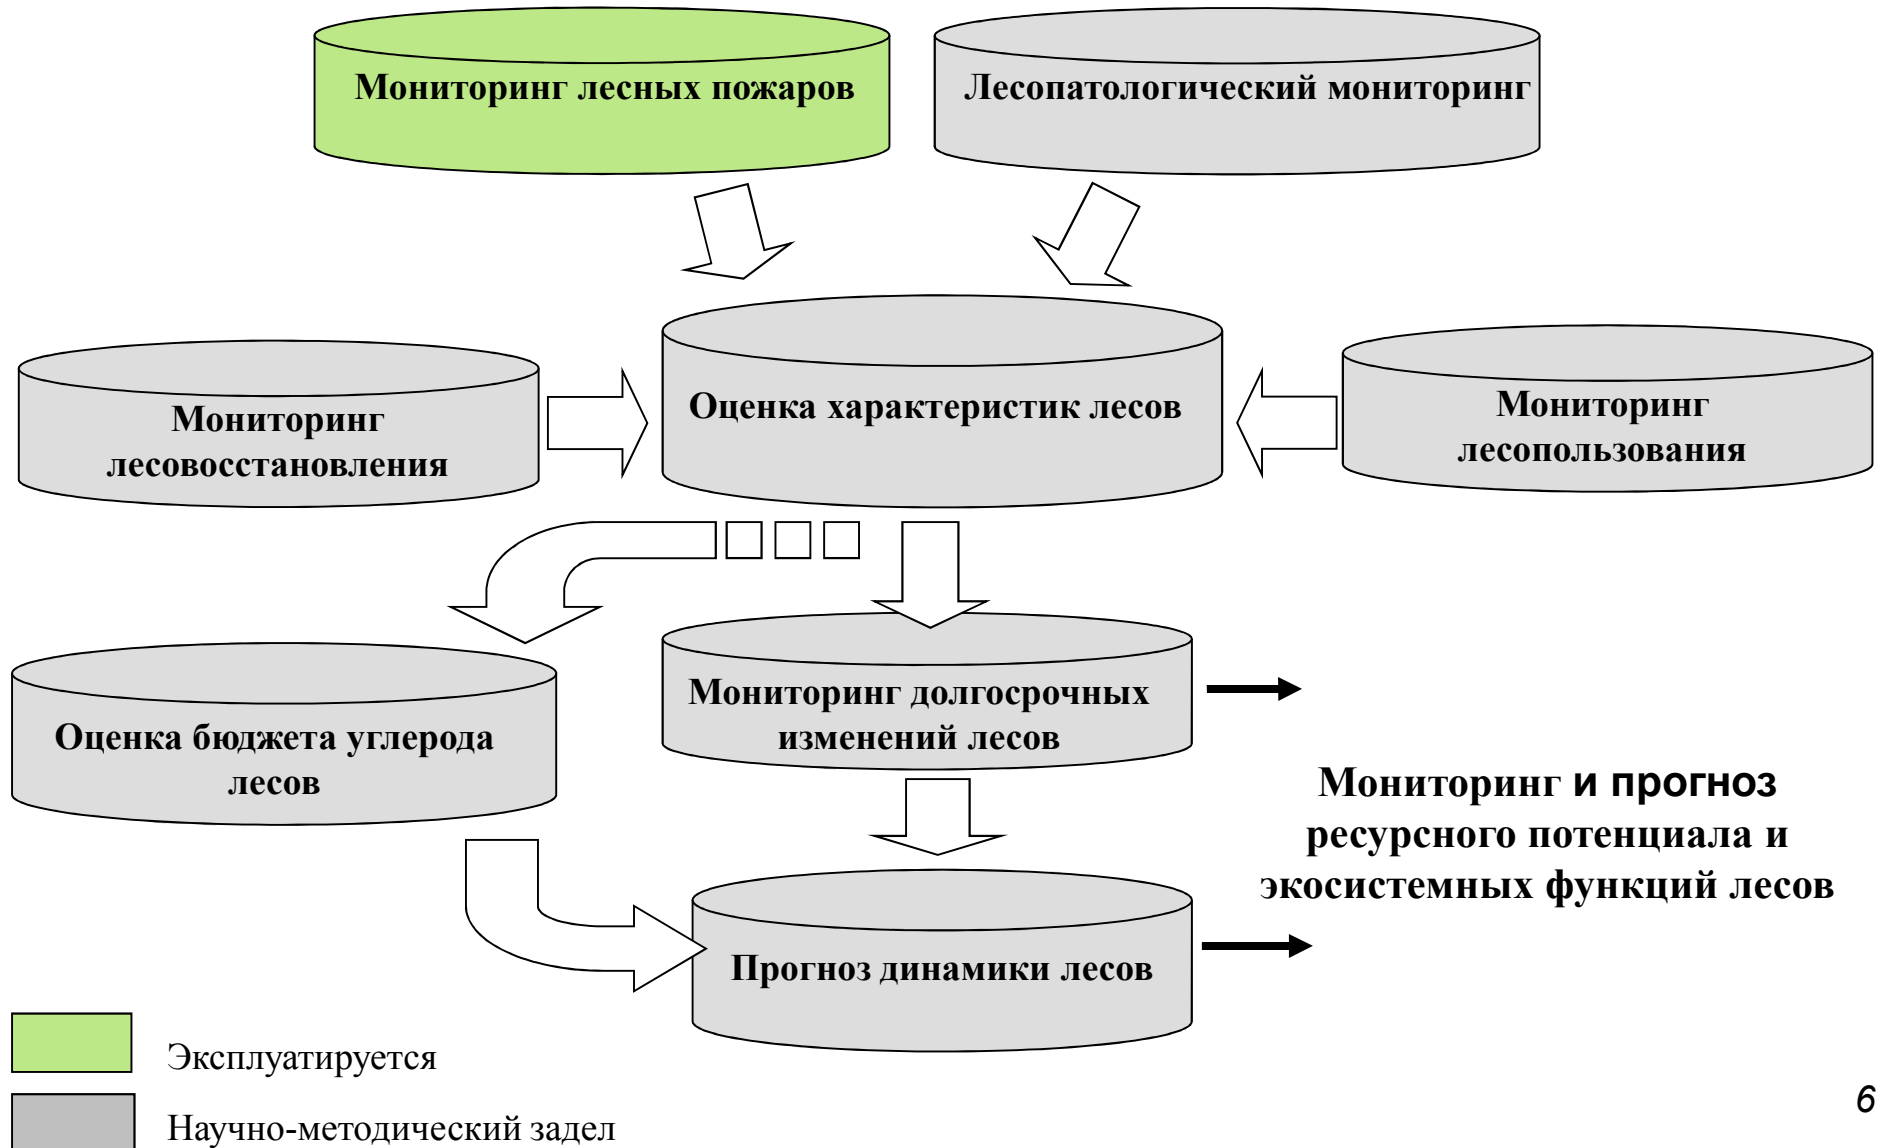 Мониторинг лесных пожаров
Лесопатологический мониторинг
Мониторинг
лесовосстановления
Оценка характеристик лесов
Мониторинг
лесопользования
Оценка бюджета углерода
лесов
Мониторинг долгосрочных
изменений лесов
Мониторинг и прогноз
ресурсного потенциала и
экосистемных функций лесов
Прогноз динамики лесов
Эксплуатируется
Научно-методический задел
6